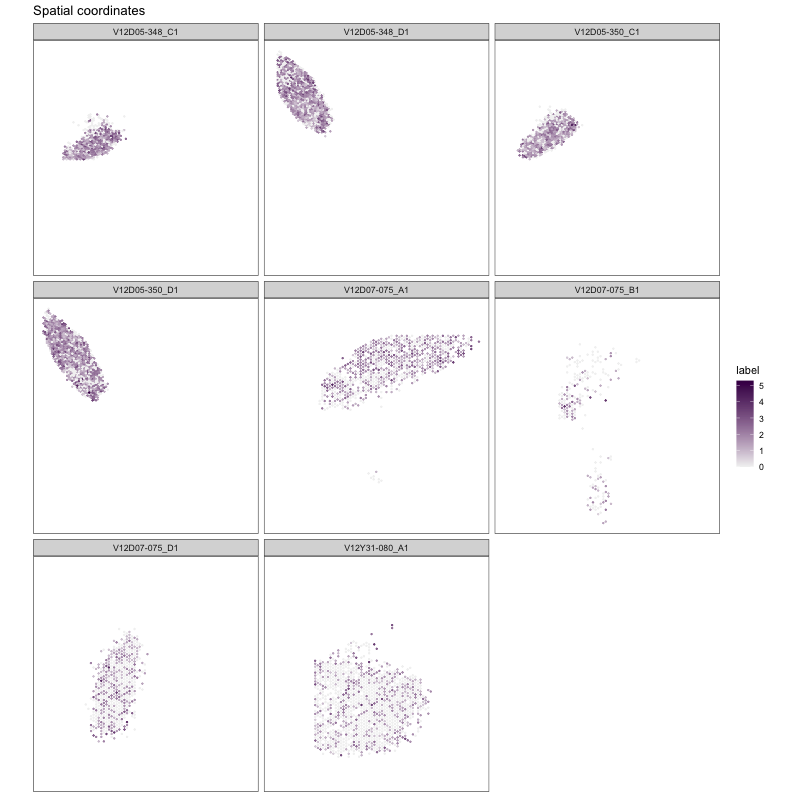 Spatial coordinates
V12D05-348_C1
V12D05-348_D1
V12D05-350_C1
V12D05-350_D1
V12D07-075_A1
V12D07-075_B1
label
5
4
3
2
1
0
V12D07-075_D1
V12Y31-080_A1